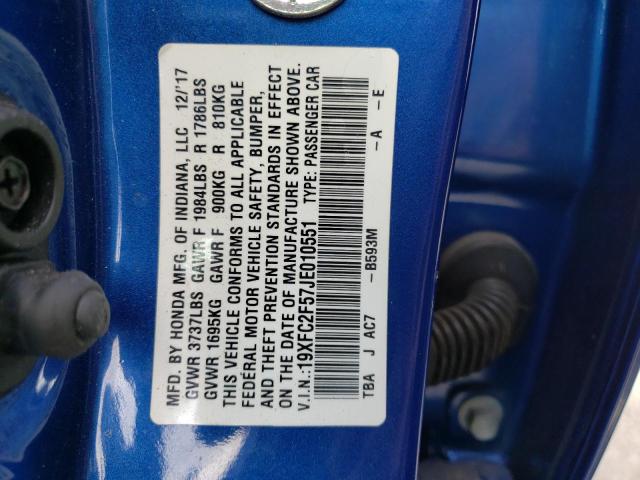 MFD. BY HONDA MFG. OF INDIANA, LLC 12/'17
GVWR 3737LBS GAWR F 1984LBS R 1786LBS
GVWR 1695KG GAWR F 900KG R 810KG
THIS VEHICLE CONFORMS TO ALL APPLICABLE
FEDERAL MOTOR VEHICLE SAFETY, BUMPER,
AND THEFT PREVENTION STANDARDS IN EFFECT
ON THE DATE OF MANUFACTURE SHOWN ABOVE.
V.I.N.:19XFC2F57JE010551 TYPE: PASSENGER CAR
TBA J AC7 -B593M -A -E